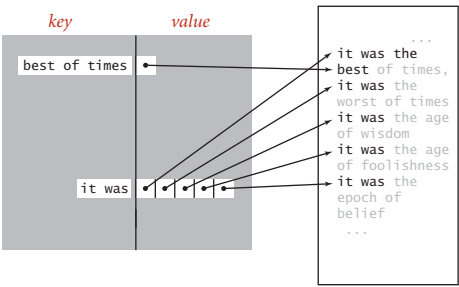 key value
best of times
it was
...
it was the
best of times,
it was the
worst of times
it was the age
of wisdom
it was the age
of foolishness
it was the
epoch of
belief
...